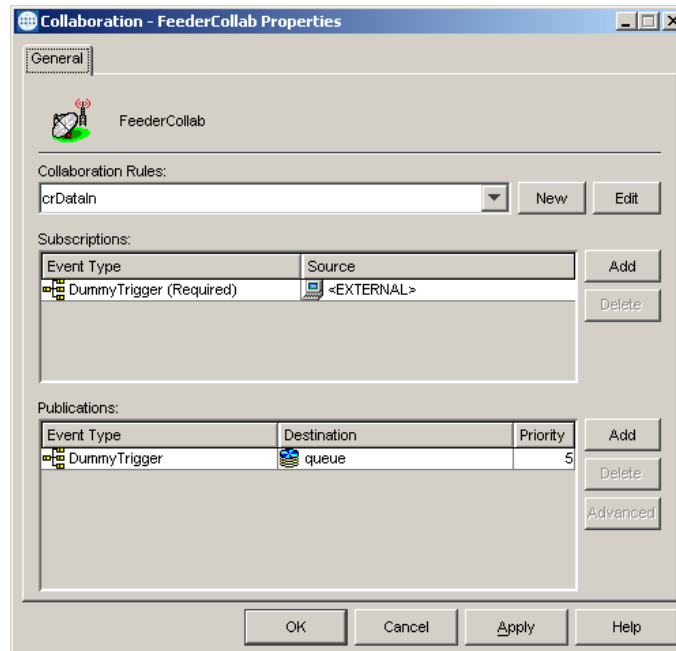 Collaboration - FeederCollab Properties
General
FeederCollab
Collaboration Rules:
crDataIn New Edit
Subscriptions:
Event Type Source Add
DummyTrigger (Required) <EXTERNAL>
Delete
Publications:
Event Type Destination Priority Add
DummyTrigger queue 5
Delete
Advanced
OK Cancel Apply Help